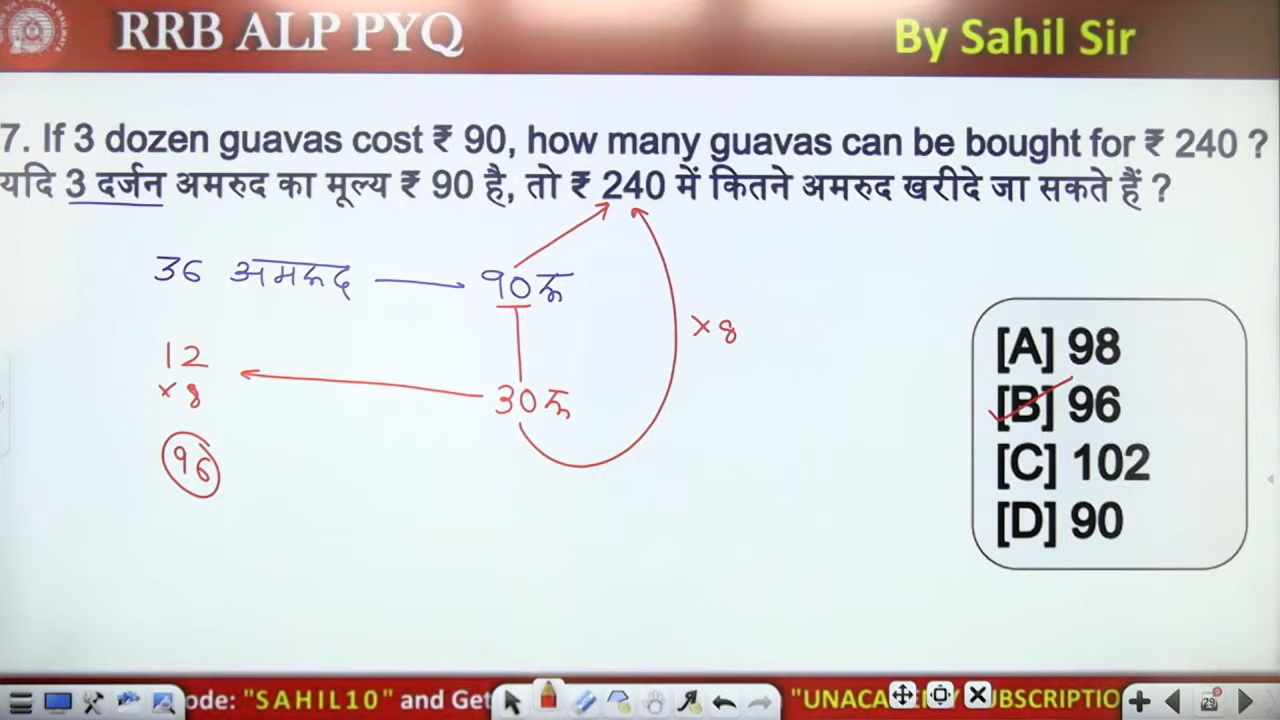 RRB ALP PYQ
By Sahil Sir
7. If 3 dozen guavas cost ₹ 90, how many guavas can be bought for ₹ 240 ?
यदि 3 दर्जन अमरुद का मूल्य ₹ 90 है, तो ₹ 240 में कितने अमरुद खरीदे जा सकते हैं ?
36 अमरूद — 90रू
12
× 8
30रू
× 8
96
[A] 98
[B] 96
[C] 102
[D] 90
ode: "SAHIL10" and Get
"UNACA SUBSCRIPTIO
29